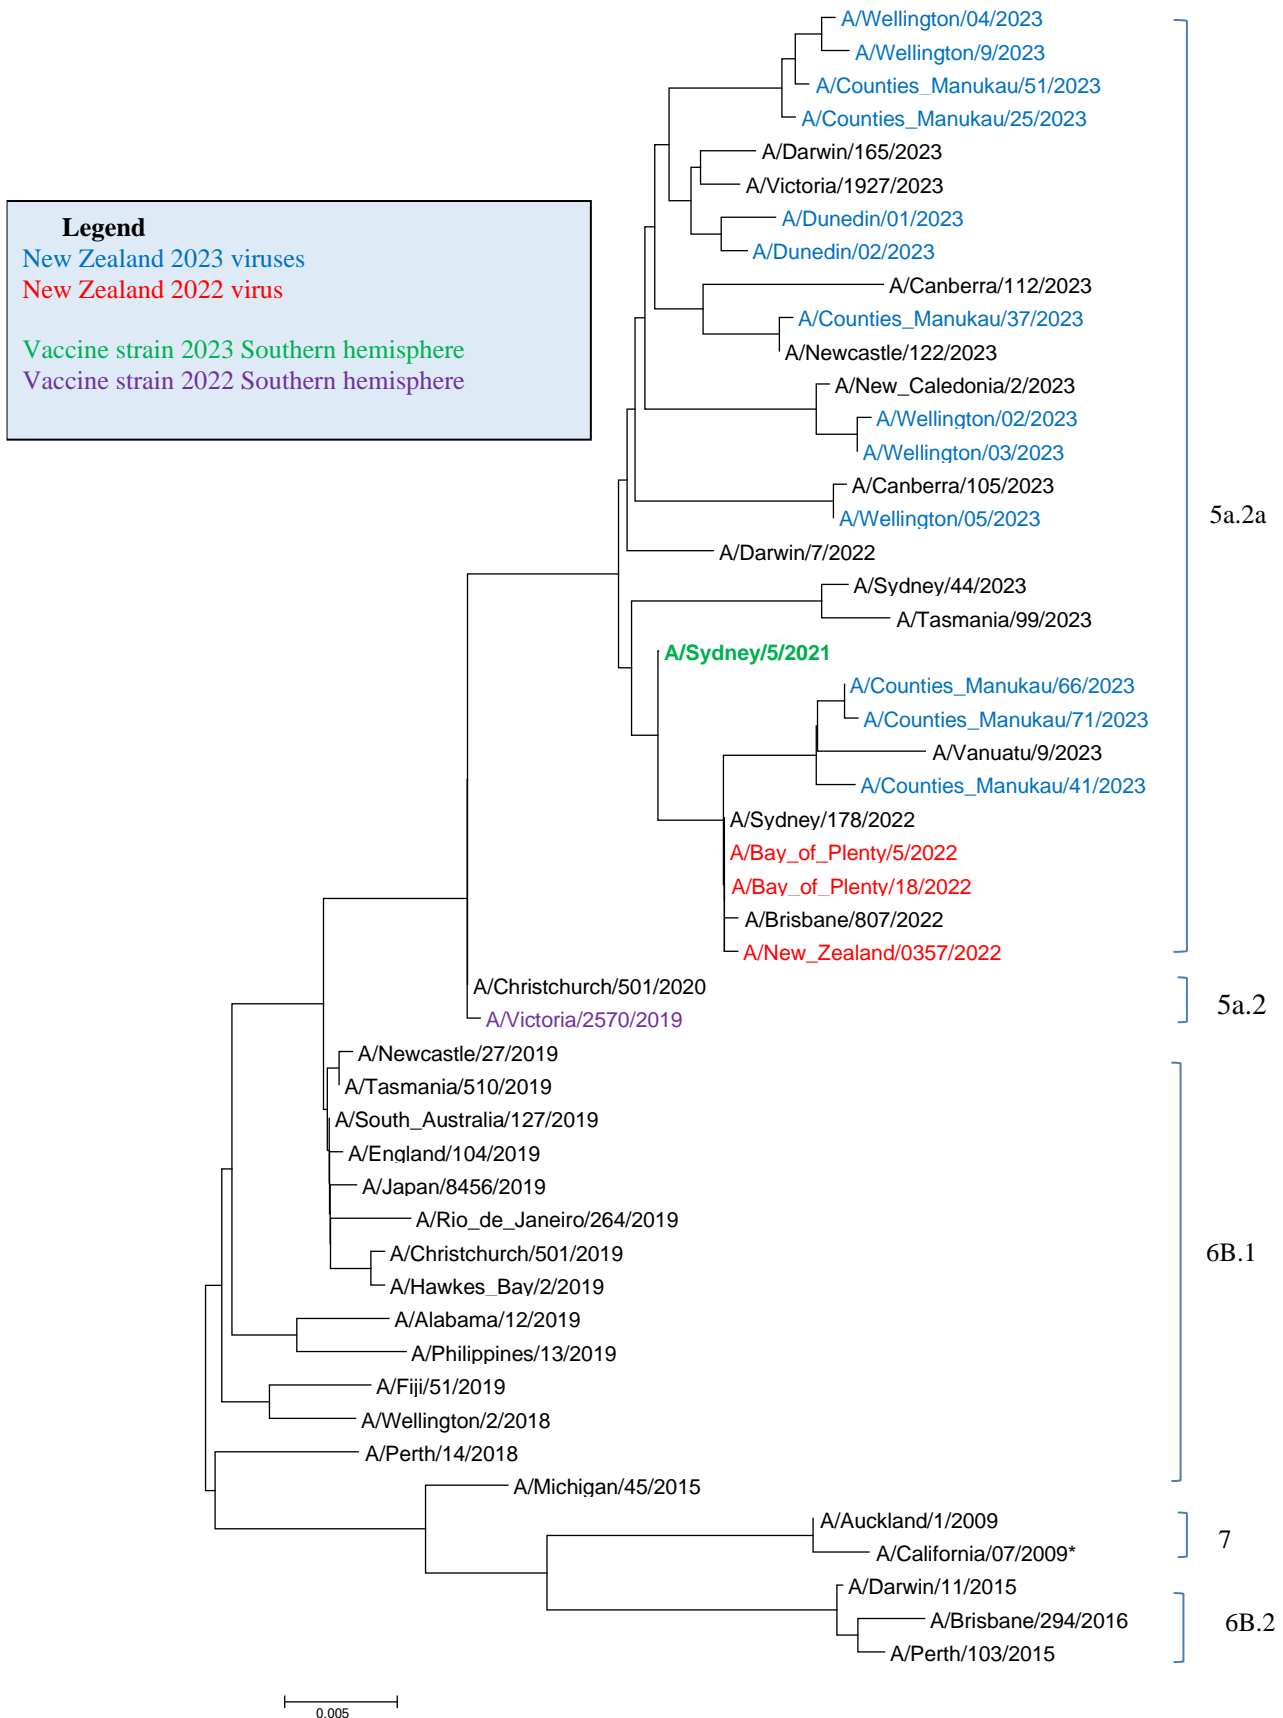 A/Wellington/04/2023
A/Wellington/9/2023
A/Counties_Manukau/51/2023
A/Counties_Manukau/25/2023
A/Darwin/165/2023
A/Victoria/1927/2023
A/Dunedin/01/2023
A/Dunedin/02/2023
A/Canberra/112/2023
A/Counties_Manukau/37/2023
A/Newcastle/122/2023
A/New_Caledonia/2/2023
A/Wellington/02/2023
A/Wellington/03/2023
A/Canberra/105/2023
A/Wellington/05/2023
A/Darwin/7/2022
A/Sydney/44/2023
A/Tasmania/99/2023
A/Sydney/5/2021
A/Counties_Manukau/66/2023
A/Counties_Manukau/71/2023
A/Vanuatu/9/2023
A/Counties_Manukau/41/2023
A/Sydney/178/2022
A/Bay_of_Plenty/5/2022
A/Bay_of_Plenty/18/2022
A/Brisbane/807/2022
A/New_Zealand/0357/2022
A/Christchurch/501/2020
A/Victoria/2570/2019
A/Newcastle/27/2019
A/Tasmania/510/2019
A/South_Australia/127/2019
A/England/104/2019
A/Japan/8456/2019
A/Rio_de_Janeiro/264/2019
A/Christchurch/501/2019
A/Hawkes_Bay/2/2019
A/Alabama/12/2019
A/Philippines/13/2019
A/Fiji/51/2019
A/Wellington/2/2018
A/Perth/14/2018
A/Michigan/45/2015
A/Auckland/1/2009
A/California/07/2009*
A/Darwin/11/2015
A/Brisbane/294/2016
A/Perth/103/2015
Legend
New Zealand 2023 viruses
New Zealand 2022 virus
Vaccine strain 2023 Southern hemisphere
Vaccine strain 2022 Southern hemisphere
5a.2a
5a.2
6B.1
7
6B.2
0.005